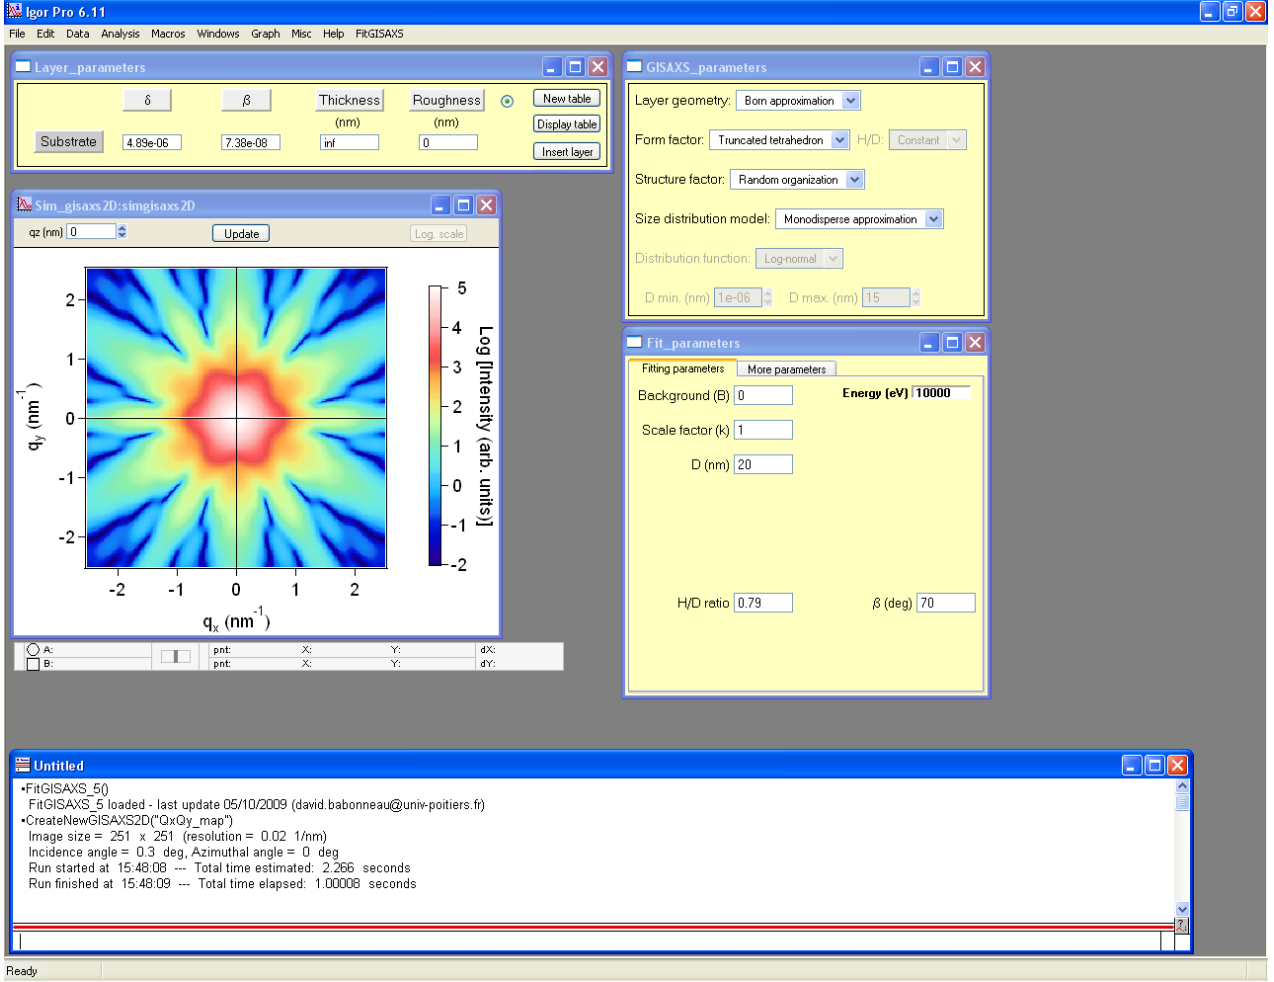 Igor Pro 6.11
File Edit Data Analysis Macros Windows Graph Misc Help FitGISAXS
Layer_parameters
δ β Thickness Roughness New table
(nm) (nm) Display table
Substrate 4.89e-06 7.38e-08 inf 0 Insert layer
Sim_gisaxs2D:simgisaxs2D
qz (nm) 0 Update Log. scale
2
1
0
-1
-2
qy (nm-1)
-2 -1 0 1 2
qx (nm-1)
5
4
3
2
1
0
-1
-2
Log [Intensity (arb. units)]
A: pnt: X: Y: dX:
B: pnt: X: Y: dY:
GISAXS_parameters
Layer geometry: Born approximation
Form factor: Truncated tetrahedron H/D: Constant
Structure factor: Random organization
Size distribution model: Monodisperse approximation
Distribution function: Log-normal
D min. (nm) 1e-06 D max. (nm) 15
Fit_parameters
Fitting parameters More parameters
Background (B) 0 Energy (eV) 10000
Scale factor (k) 1
D (nm) 20
H/D ratio 0.79 β (deg) 70
Untitled
•FitGISAXS_5()
FitGISAXS_5 loaded - last update 05/10/2009 (david.babonneau@univ-poitiers.fr)
•CreateNewGISAXS2D("QxQy_map")
Image size = 251 x 251 (resolution = 0.02 1/nm)
Incidence angle = 0.3 deg, Azimuthal angle = 0 deg
Run started at 15:48:08 --- Total time estimated: 2.266 seconds
Run finished at 15:48:09 --- Total time elapsed: 1.00008 seconds
Ready